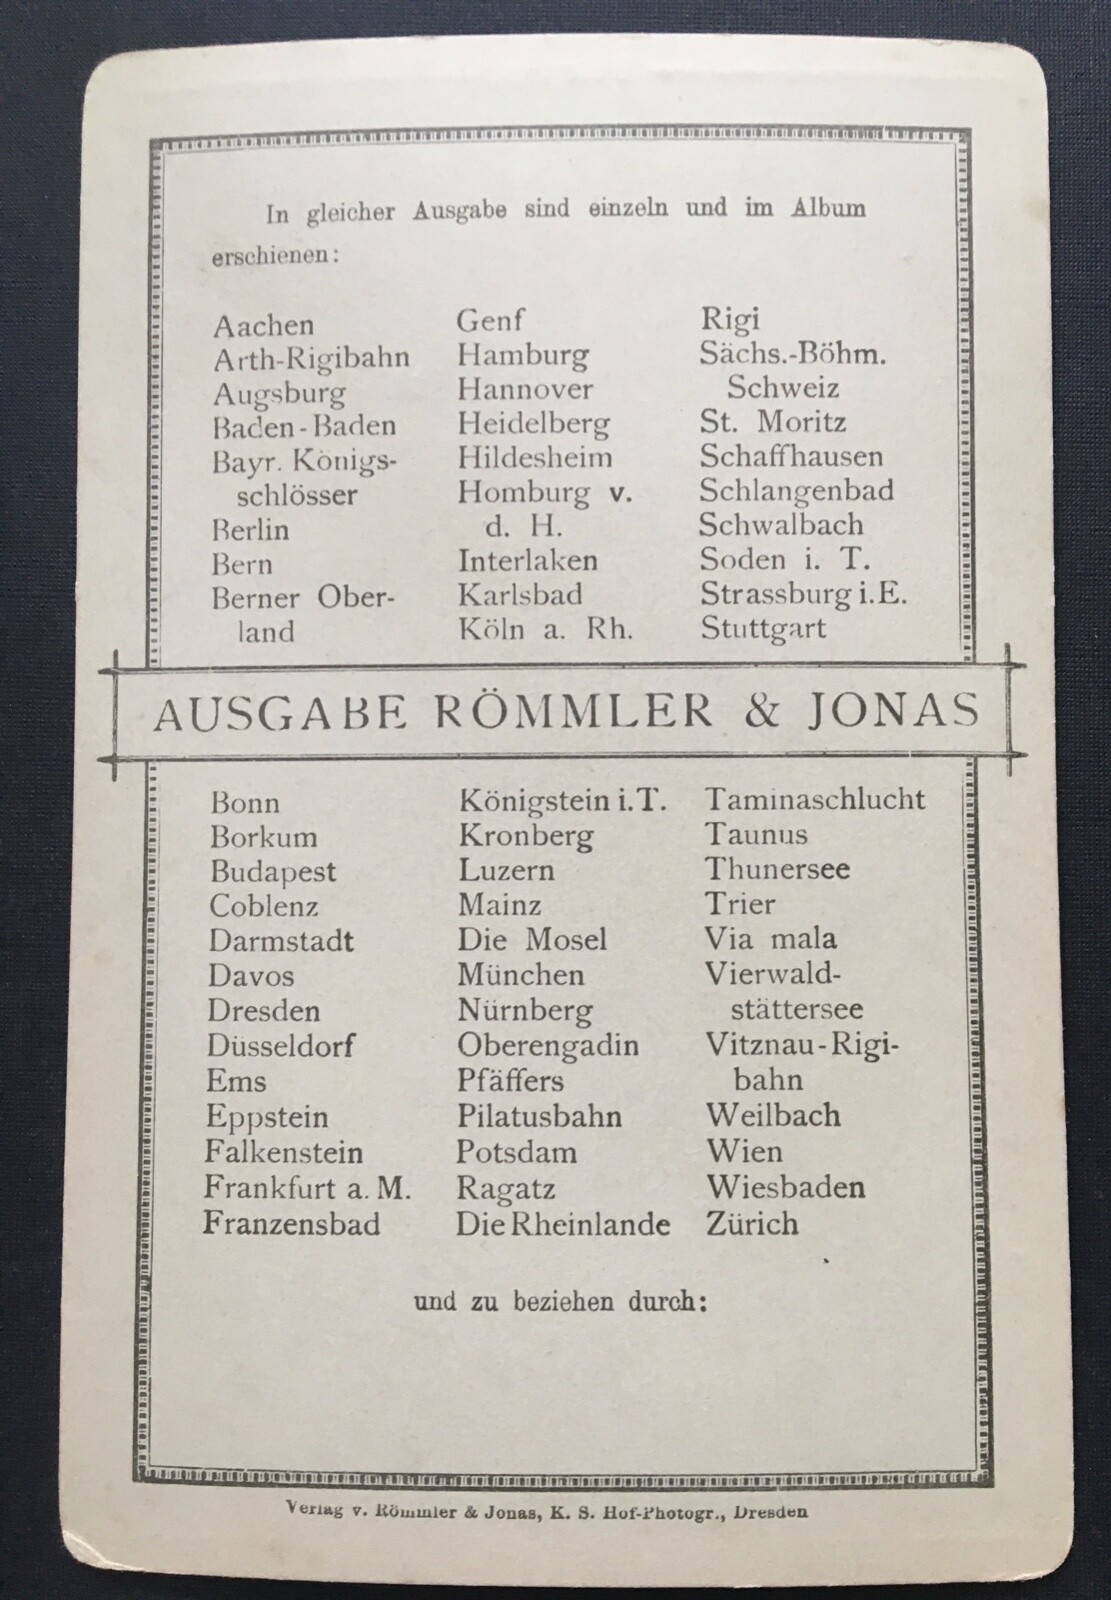 In gleicher Ausgabe sind einzeln und im Album
erschienen:
Aachen
Arth-Rigibahn
Augsburg
Baden-Baden
Bayr. Königs-
schlösser
Berlin
Bern
Berner Ober-
land
Genf
Hamburg
Hannover
Heidelberg
Hildesheim
Homburg v.
d. H.
Interlaken
Karlsbad
Köln a. Rh.
Rigi
Sächs.-Böhm.
Schweiz
St. Moritz
Schaffhausen
Schlangenbad
Schwalbach
Soden i. T.
Strassburg i.E.
Stuttgart
AUSGABE RÖMMLER & JONAS
Bonn
Borkum
Budapest
Coblenz
Darmstadt
Davos
Dresden
Düsseldorf
Ems
Eppstein
Falkenstein
Frankfurt a. M.
Franzensbad
Königstein i.T.
Kronberg
Luzern
Mainz
Die Mosel
München
Nürnberg
Oberengadin
Pfäffers
Pilatusbahn
Potsdam
Ragatz
Die Rheinlande
Taminaschlucht
Taunus
Thunersee
Trier
Via mala
Vierwald-
stättersee
Vitznau-Rigi-
bahn
Weilbach
Wien
Wiesbaden
Zürich
und zu beziehen durch:
Verlag v. Römmler & Jonas, K. S. Hof-Photogr., Dresden